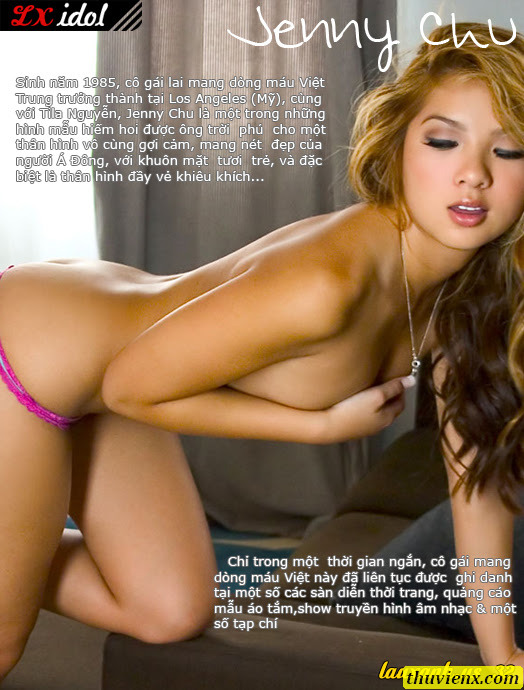 LX idol
Jenny Chu
Sinh năm 1985, cô gái lai mang dòng máu Việt
Trung trưởng thành tại Los Angeles (Mỹ), cùng
với Tila Nguyễn, Jenny Chu là một trong những
hình mẫu hiếm hoi được ông trời phú cho một
thân hình vô cùng gợi cảm, mang nét đẹp của
người Á Đông, với khuôn mặt tươi trẻ, và đặc
biệt là thân hình đầy vẻ khiêu khích...
Chỉ trong một thời gian ngắn, cô gái mang
dòng máu Việt này đã liên tục được ghi danh
tại một số các sàn diễn thời trang, quảng cáo
mẫu áo tắm,show truyền hình âm nhạc & một
số tạp chí
thuvienx.com